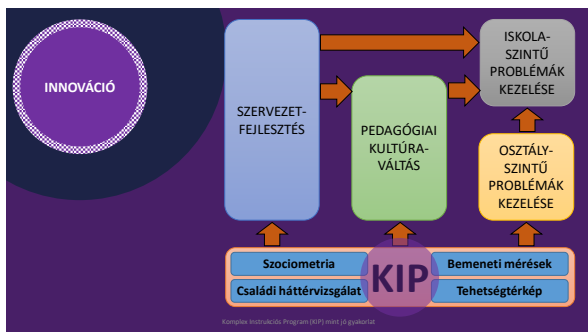 INNOVÁCIÓ
SZERVEZET-
FEJLESZTÉS
PEDAGÓGIAI
KULTÚRA-
VÁLTÁS
ISKOLA-
SZINTŰ
PROBLÉMÁK
KEZELÉSE
OSZTÁLY-
SZINTŰ
PROBLÉMÁK
KEZELÉSE
Szociometria
Családi háttérvizsgálat
KIP
Bemeneti mérések
Tehetségtérkép
Komplex Instrukciós Program (KIP) mint jó gyakorlat